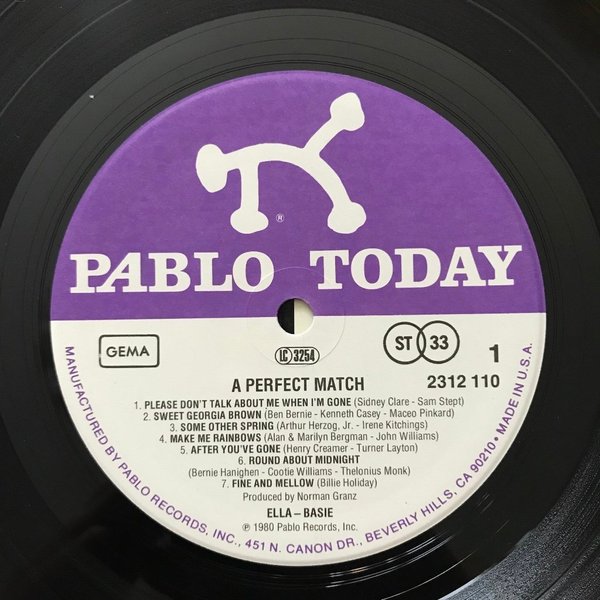 ®
PABLO TODAY
GEMA
LC 3254
ST 33
1
A PERFECT MATCH
2312 110
1. PLEASE DON'T TALK ABOUT ME WHEN I'M GONE (Sidney Clare - Sam Stept)
2. SWEET GEORGIA BROWN (Ben Bernie - Kenneth Casey - Maceo Pinkard)
3. SOME OTHER SPRING (Arthur Herzog, Jr. - Irene Kitchings)
4. MAKE ME RAINBOWS (Alan & Marilyn Bergman - John Williams)
5. AFTER YOU'VE GONE (Henry Creamer - Turner Layton)
6. ROUND ABOUT MIDNIGHT
(Bernie Hanighen - Cootie Williams - Thelonius Monk)
7. FINE AND MELLOW (Billie Holiday)
Produced by Norman Granz
ELLA – BASIE
℗ 1980 Pablo Records, Inc.
MANUFACTURED BY PABLO RECORDS, INC., 451 N. CANON DR., BEVERLY HILLS, CA 90210 • MADE IN U.S.A.